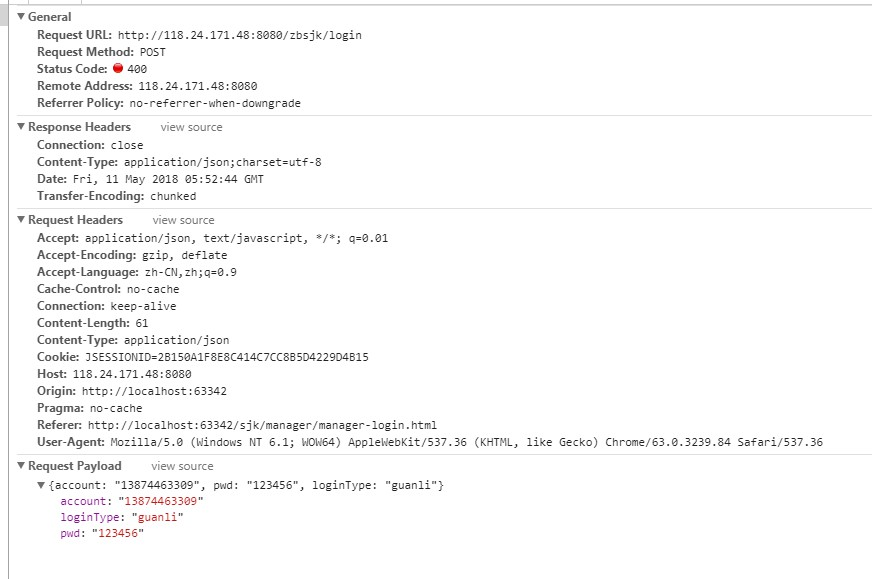 General
Request URL: http://118.24.171.48:8080/zbsjk/login
Request Method: POST
Status Code: 400
Remote Address: 118.24.171.48:8080
Referrer Policy: no-referrer-when-downgrade
Response Headers view source
Connection: close
Content-Type: application/json;charset=utf-8
Date: Fri, 11 May 2018 05:52:44 GMT
Transfer-Encoding: chunked
Request Headers view source
Accept: application/json, text/javascript, */*; q=0.01
Accept-Encoding: gzip, deflate
Accept-Language: zh-CN,zh;q=0.9
Cache-Control: no-cache
Connection: keep-alive
Content-Length: 61
Content-Type: application/json
Cookie: JSESSIONID=2B150A1F8E8C414C7CC8B5D4229D4B15
Host: 118.24.171.48:8080
Origin: http://localhost:63342
Pragma: no-cache
Referer: http://localhost:63342/sjk/manager/manager-login.html
User-Agent: Mozilla/5.0 (Windows NT 6.1; WOW64) AppleWebKit/537.36 (KHTML, like Gecko) Chrome/63.0.3239.84 Safari/537.36
Request Payload view source
{account: "13874463309", pwd: "123456", loginType: "guanli"}
account: "13874463309"
loginType: "guanli"
pwd: "123456"